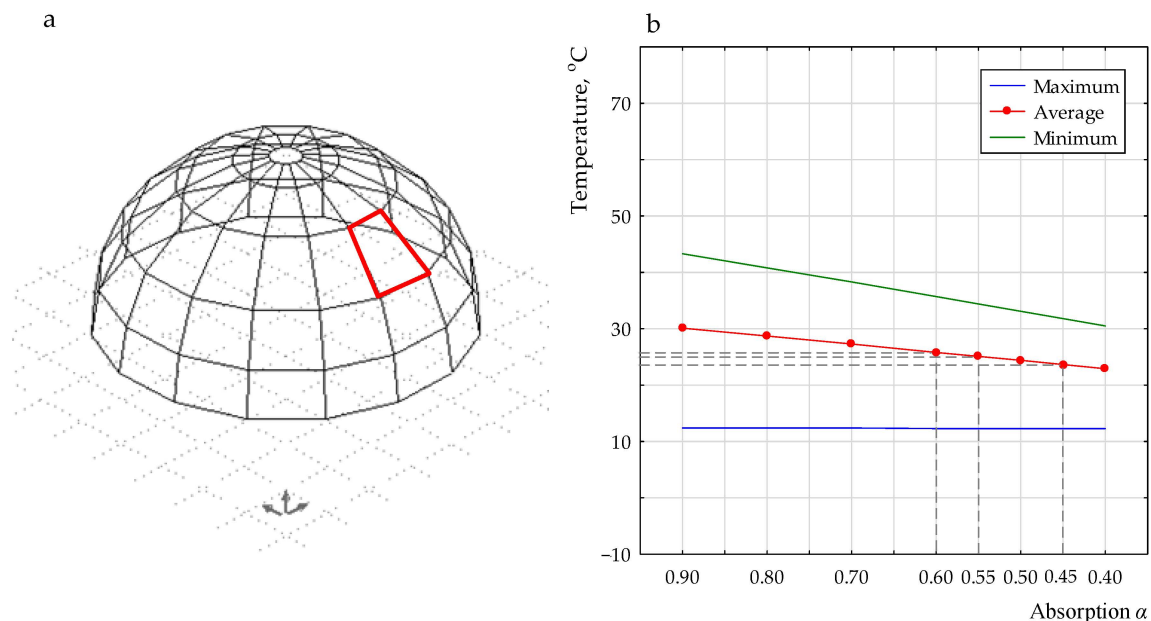 a
b
Temperature, °C
70
50
30
10
−10
Maximum
Average
Minimum
0.90 0.80 0.70 0.60 0.55 0.50 0.45 0.40
Absorption α